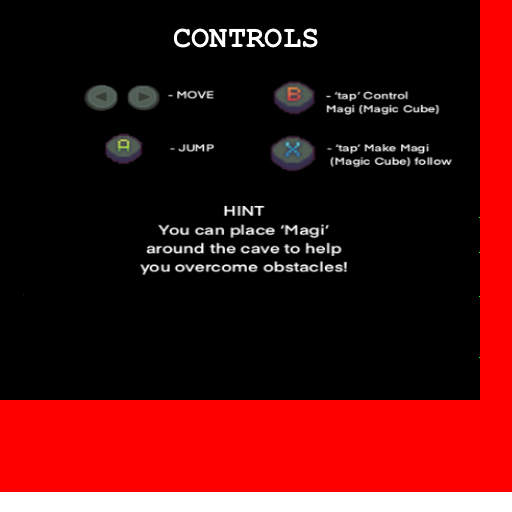 CONTROLS
- MOVE
B
- 'tap' Control
Magi (Magic Cube)
A
- JUMP
X
- 'tap' Make Magi
(Magic Cube) follow
HINT
You can place 'Magi'
around the cave to help
you overcome obstacles!